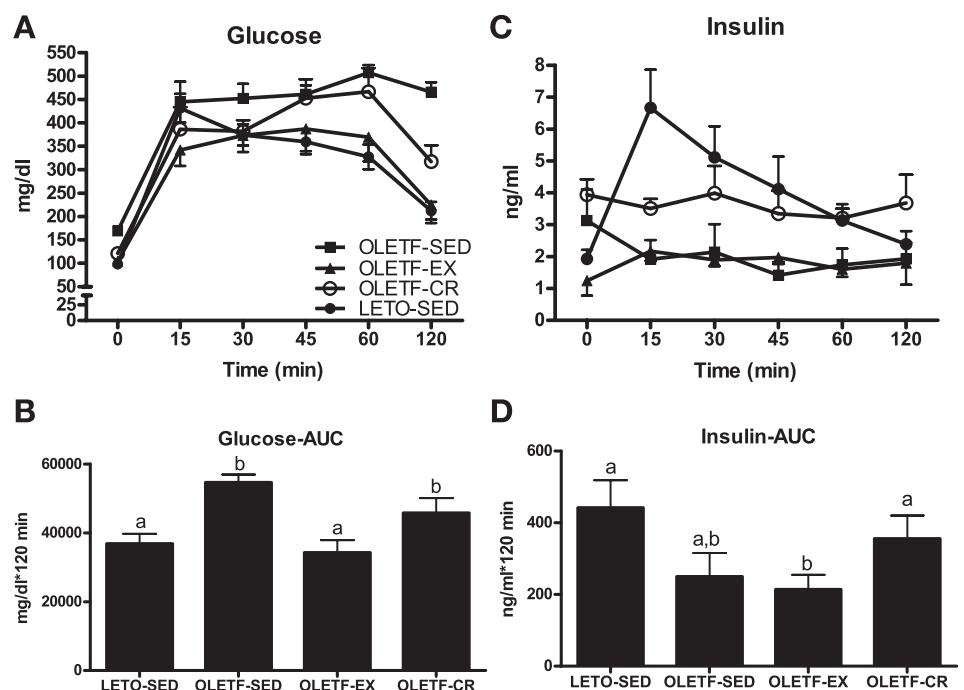 A
Glucose
550
500
450
400
350
300
250
200
150
100
50
25
0
mg/dl
OLETF-SED
OLETF-EX
OLETF-CR
LETO-SED
0 15 30 45 60 120
Time (min)
C
Insulin
8
7
6
5
4
3
2
1
0
ng/ml
0 15 30 45 60 120
Time (min)
B
Glucose-AUC
60000
40000
20000
0
mg/dl*120 min
a b a b
LETO-SED OLETF-SED OLETF-EX OLETF-CR
D
Insulin-AUC
600
400
200
0
ng/ml*120 min
a a,b b a
LETO-SED OLETF-SED OLETF-EX OLETF-CR